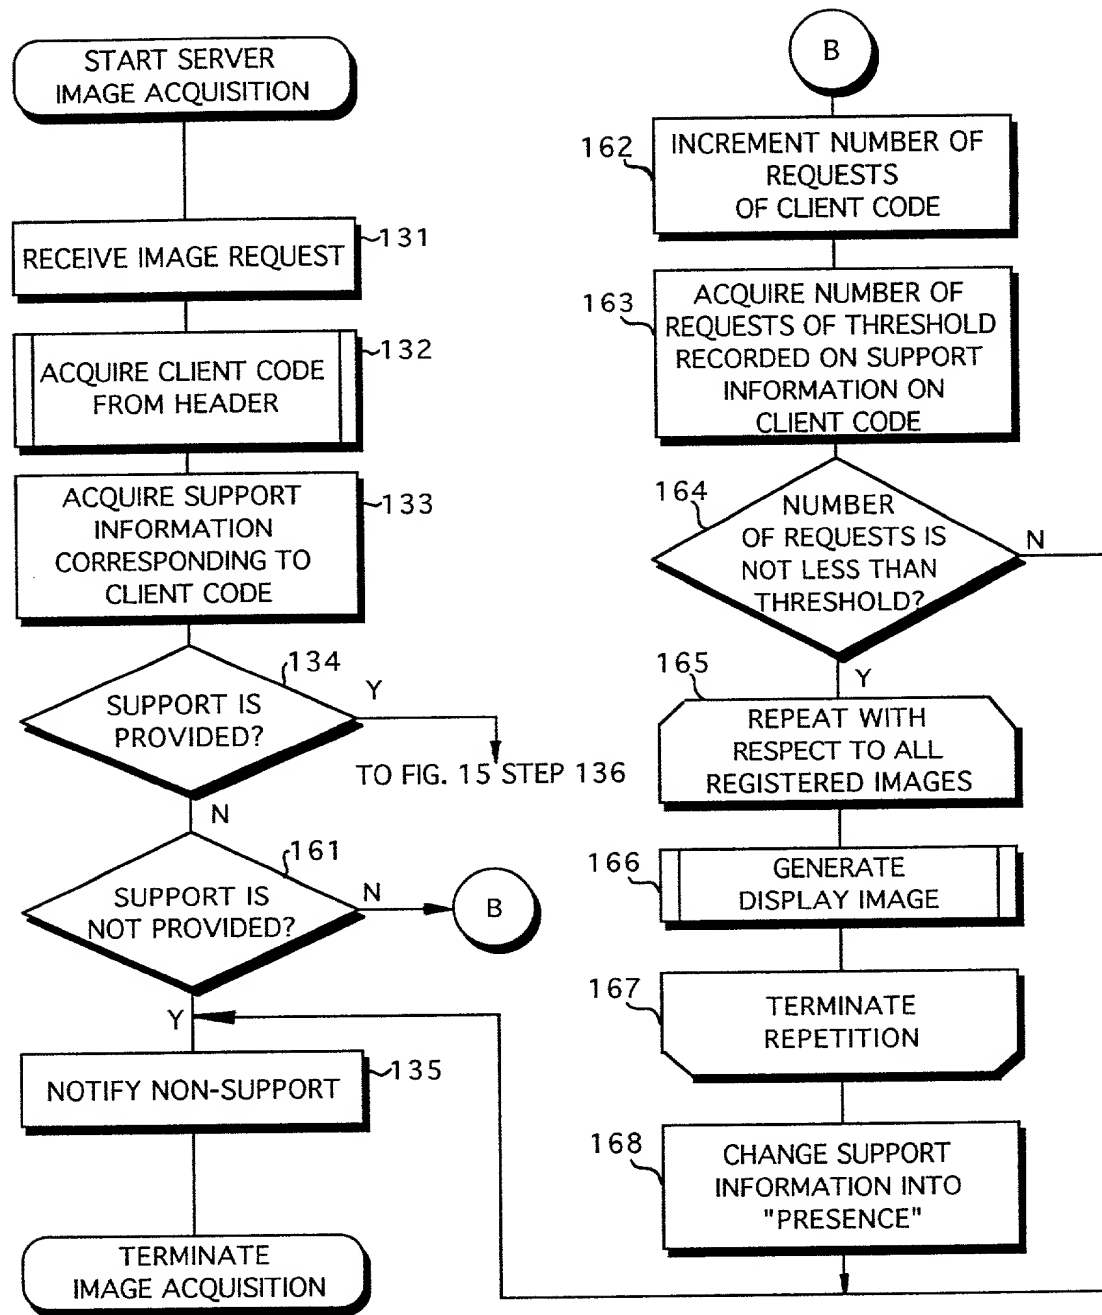 START SERVER
IMAGE ACQUISITION
RECEIVE IMAGE REQUEST
131
ACQUIRE CLIENT CODE
FROM HEADER
132
ACQUIRE SUPPORT
INFORMATION
CORRESPONDING TO
CLIENT CODE
133
134
SUPPORT IS
PROVIDED?
Y
TO FIG. 15 STEP 136
N
161
SUPPORT IS
NOT PROVIDED?
N
B
Y
NOTIFY NON-SUPPORT
135
TERMINATE
IMAGE ACQUISITION
B
162
INCREMENT NUMBER OF
REQUESTS
OF CLIENT CODE
163
ACQUIRE NUMBER OF
REQUESTS OF THRESHOLD
RECORDED ON SUPPORT
INFORMATION ON
CLIENT CODE
164
NUMBER
OF REQUESTS IS
NOT LESS THAN
THRESHOLD?
N
Y
165
REPEAT WITH
RESPECT TO ALL
REGISTERED IMAGES
166
GENERATE
DISPLAY IMAGE
167
TERMINATE
REPETITION
168
CHANGE SUPPORT
INFORMATION INTO
"PRESENCE"